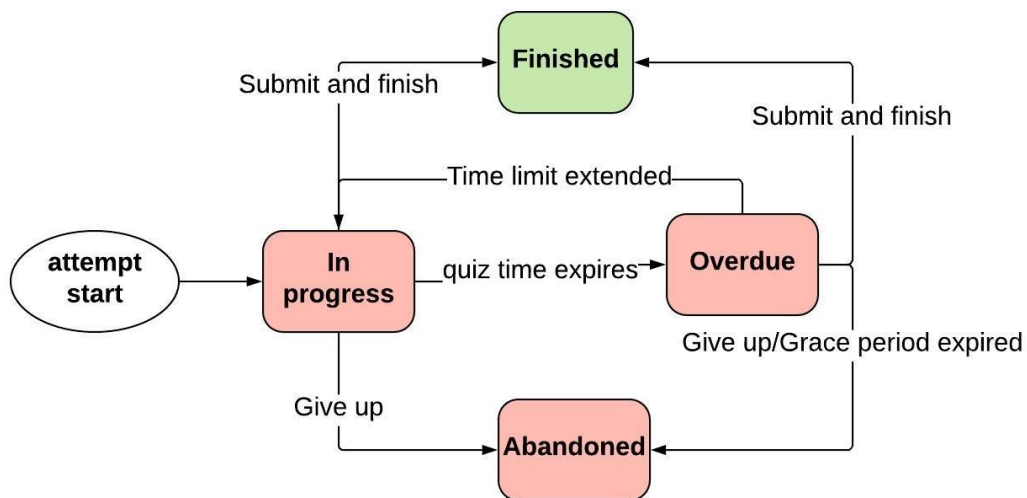 Finished
Submit and finish
Submit and finish
Time limit extended
attempt
start
In
progress
quiz time expires
Overdue
Give up/Grace period expired
Give up
Abandoned